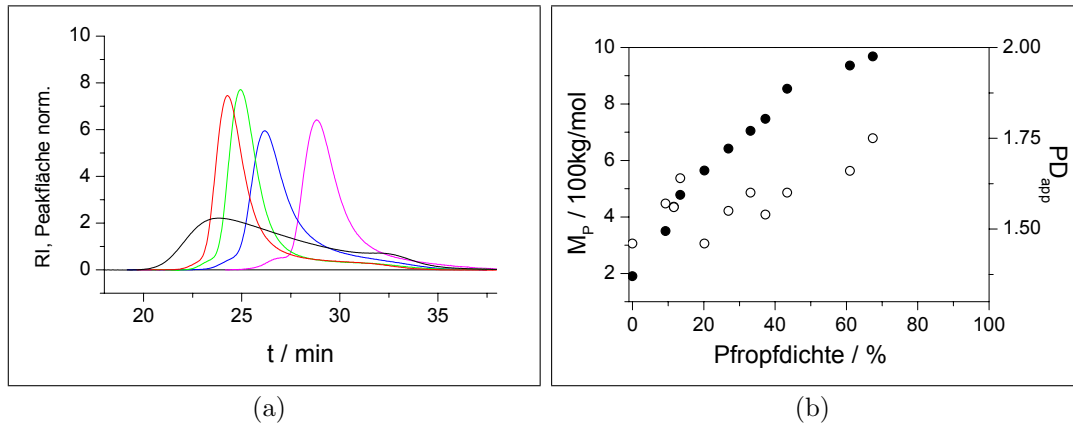 10
8
6
4
2
0
RI, Peakfläche norm.
20 25 30 35
t / min
(a)
10
8
6
4
2
M_P / 100kg/mol
2.00
1.75
1.50
PD_app
0 20 40 60 80 100
Pfropfdichte / %
(b)